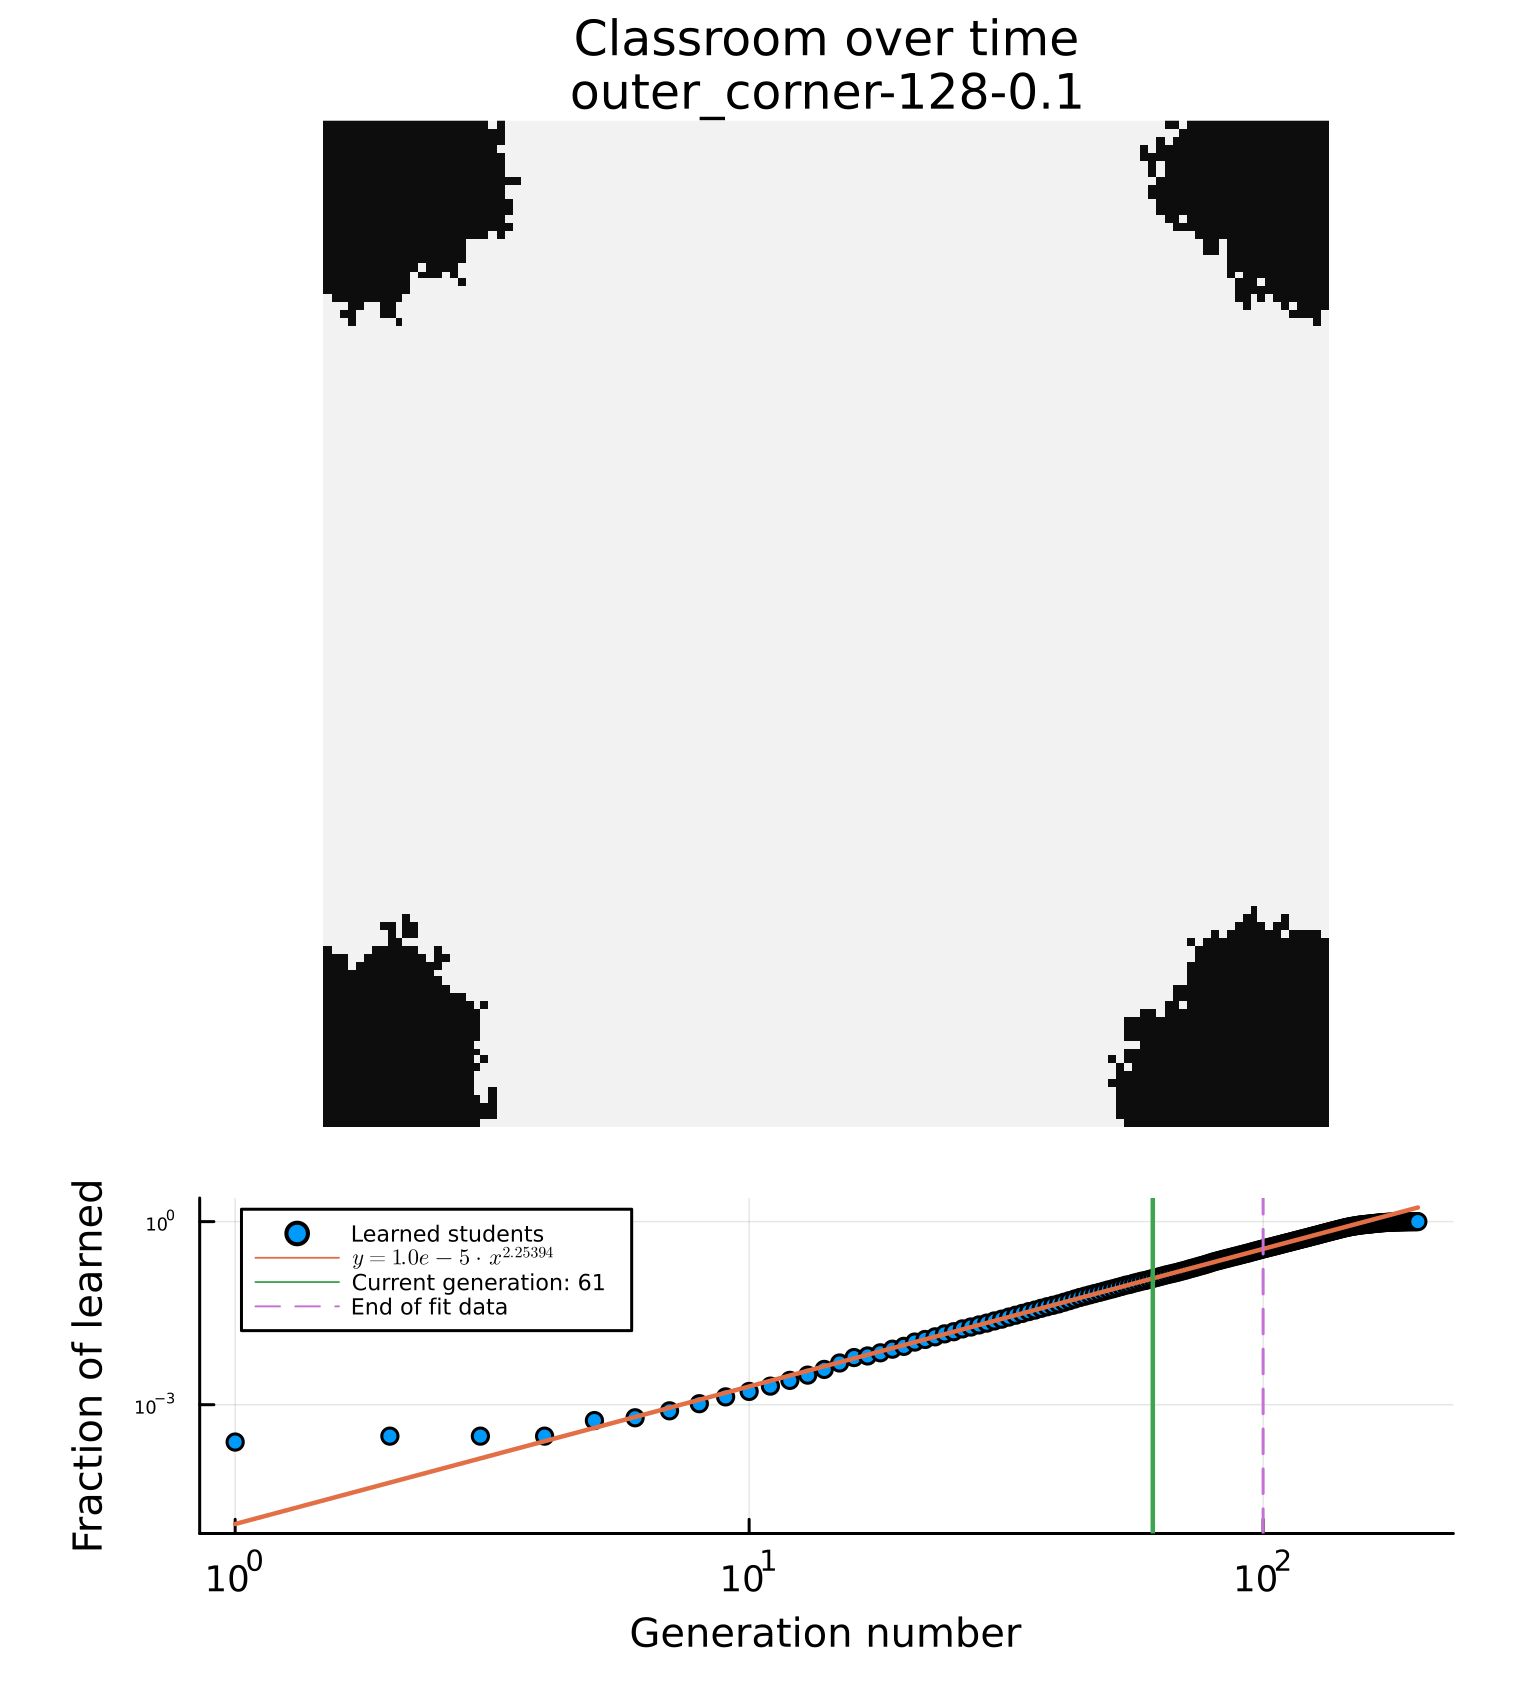 Classroom over time
outer_corner-128-0.1
Fraction of learned
10^0
10^-3
Learned students
y = 1.0e − 5 · x^2.25394
Current generation: 61
End of fit data
10^0 10^1 10^2
Generation number